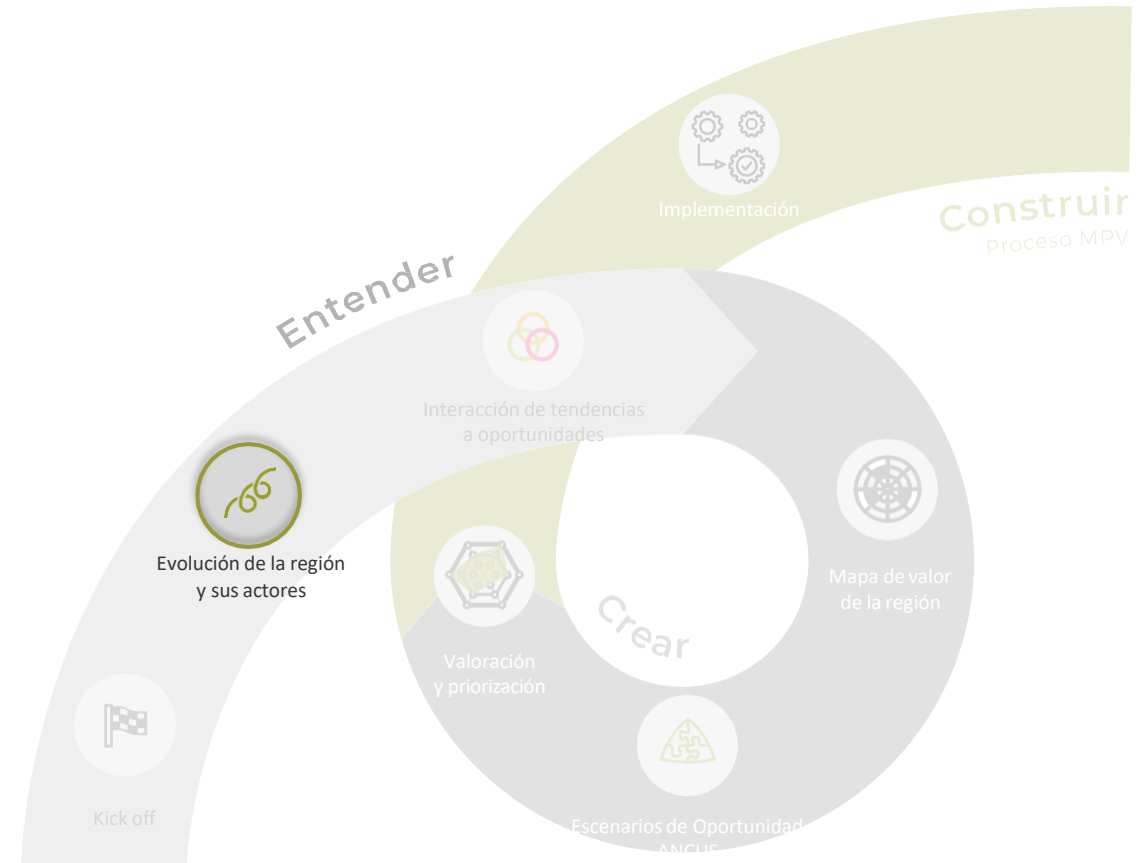 Implementación
Construir
Proceso MPV
Entender
Interacción de tendencias
a oportunidades
Evolución de la región
y sus actores
Mapa de valor
de la región
Crear
Valoración
y priorización
Kick off
Escenarios de Oportunidad